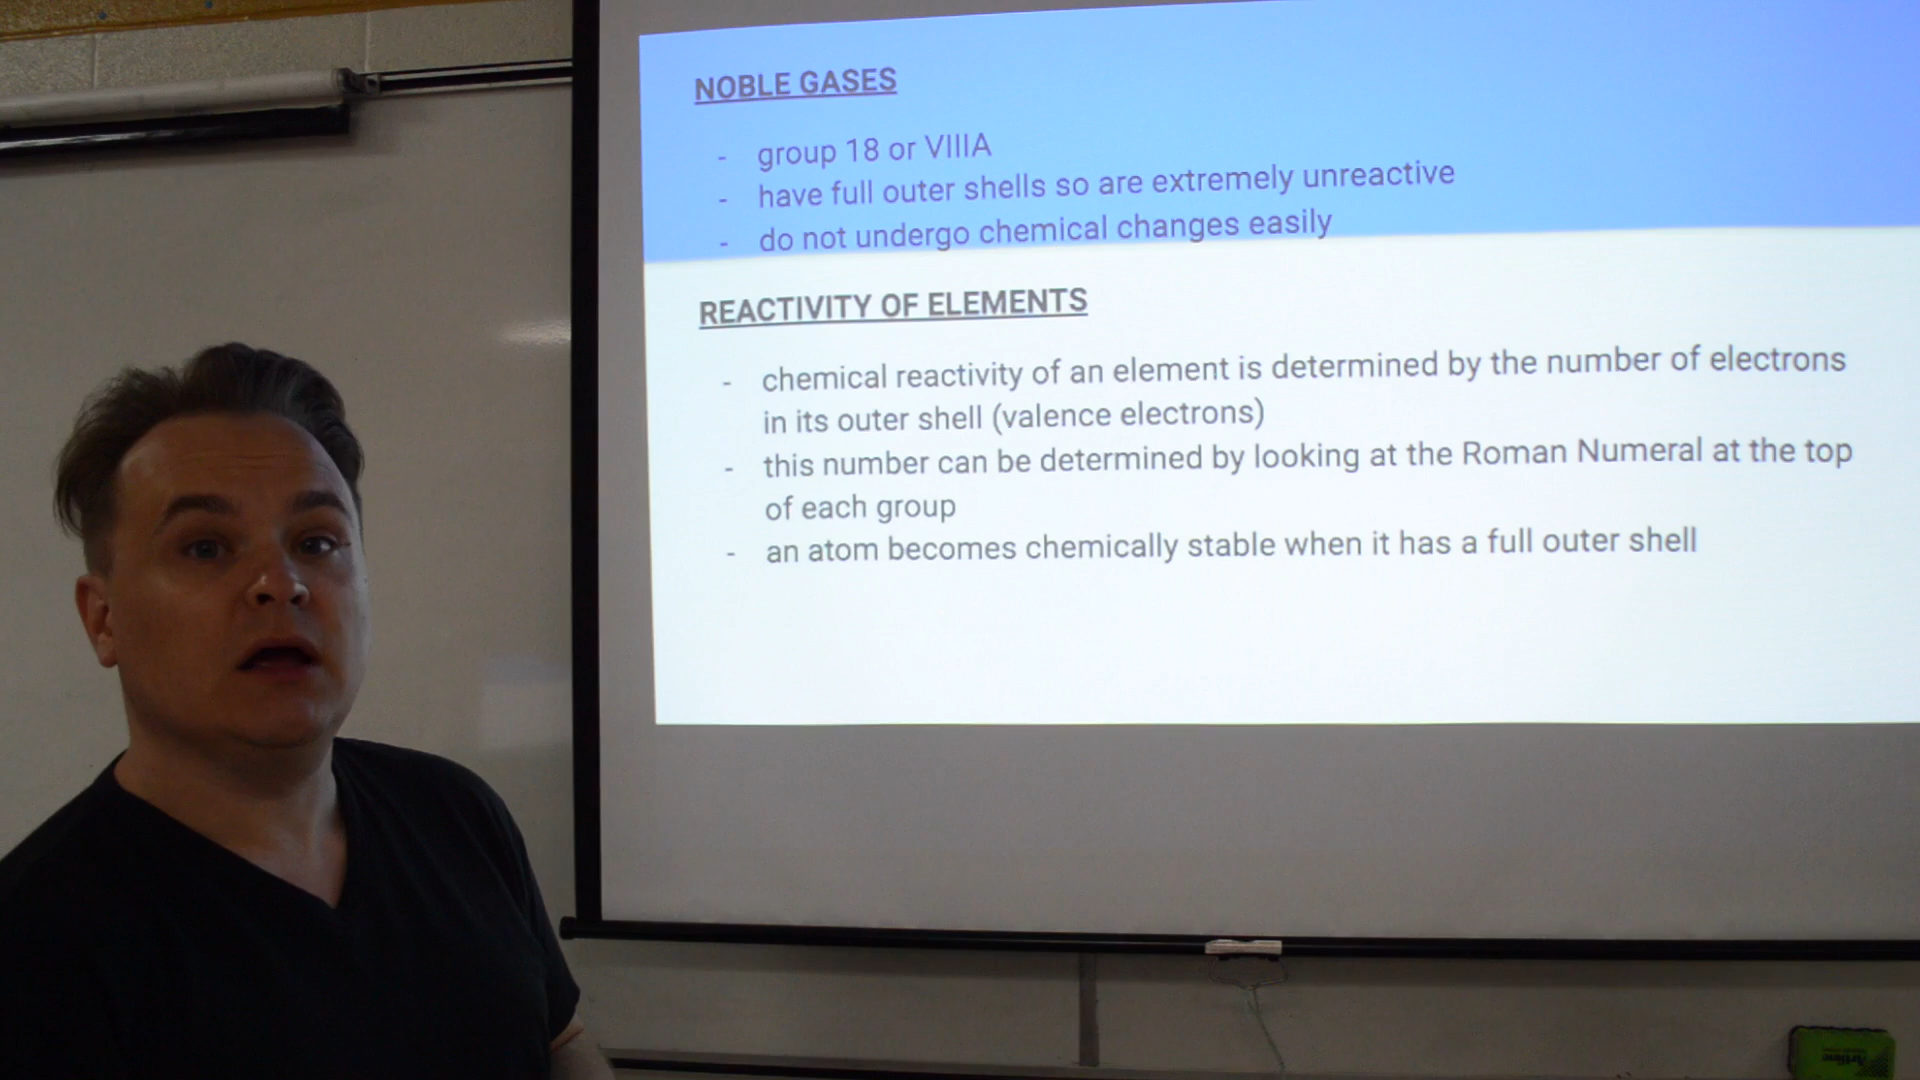 NOBLE GASES
- group 18 or VIIIA
- have full outer shells so are extremely unreactive
- do not undergo chemical changes easily
REACTIVITY OF ELEMENTS
- chemical reactivity of an element is determined by the number of electrons
in its outer shell (valence electrons)
- this number can be determined by looking at the Roman Numeral at the top
of each group
- an atom becomes chemically stable when it has a full outer shell
Artline